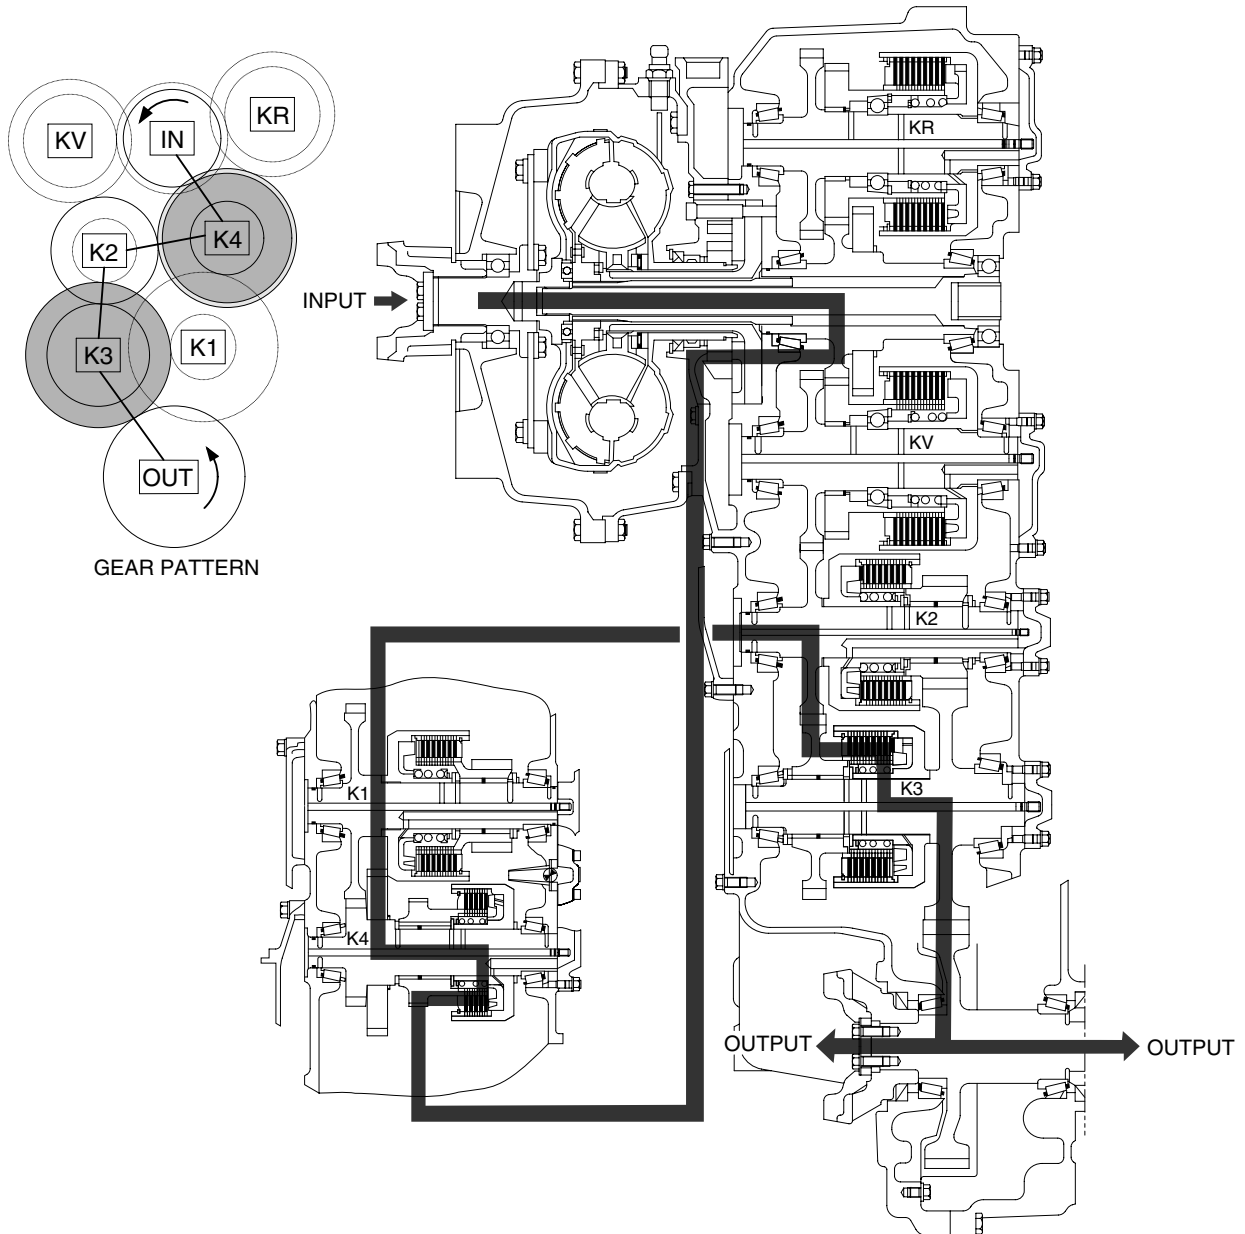 KV
IN
KR
K2
K4
K3
K1
OUT
GEAR PATTERN
INPUT
KR
KV
K2
K3
K1
K4
OUTPUT
OUTPUT